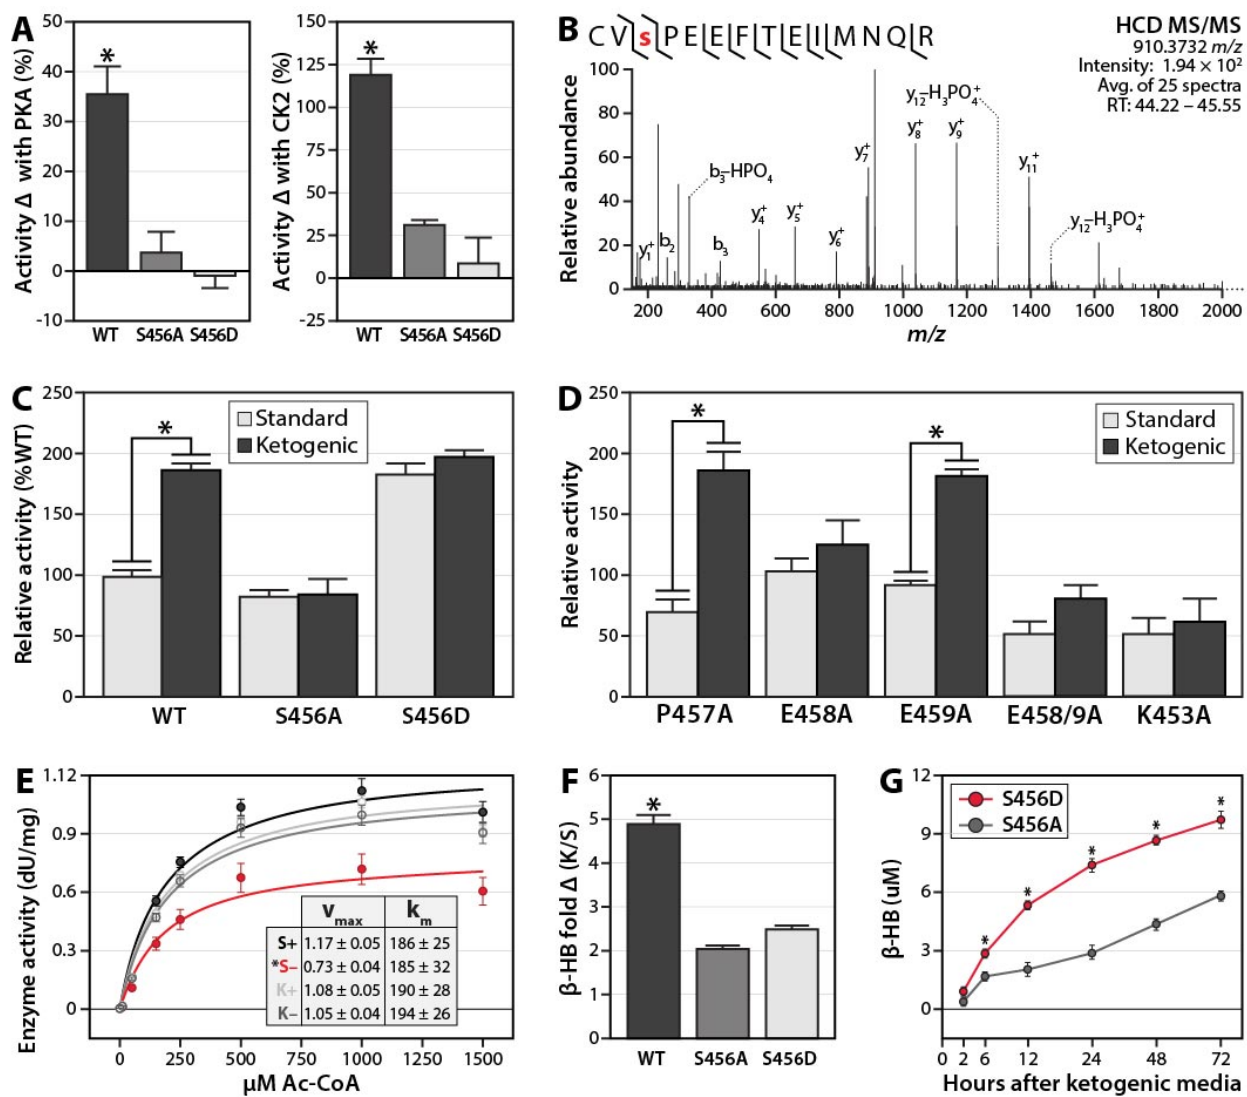 A
Activity Δ with PKA (%)
50
40
30
20
10
0
-10
*
WT S456A S456D
Activity Δ with CK2 (%)
150
125
100
75
50
25
0
-25
*
WT S456A S456D
B
C V s P E E F T E I M N Q R
HCD MS/MS
910.3732 m/z
Intensity: 1.94 × 10²
Avg. of 25 spectra
RT: 44.22 – 45.55
Relative abundance
100
80
60
40
20
0
y₁⁺
b₂
b₃–HPO₄
b₃
y₄⁺
y₅⁺
y₆⁺
y₇⁺
y₈⁺
y₉⁺
y₁₂–H₃PO₄⁺
y₁₁⁺
y₁₂–H₃PO₄⁺
200 400 600 800 1000 1200 1400 1600 1800 2000
m/z
C
Relative activity (%WT)
250
200
150
100
50
0
*
Standard
Ketogenic
WT S456A S456D
D
Relative activity
250
200
150
100
50
0
*
*
Standard
Ketogenic
P457A E458A E459A E458/9A K453A
E
Enzyme activity (dU/mg)
1.12
0.9
0.6
0.3
0
vmax km
S+ 1.17 ± 0.05 186 ± 25
*S– 0.73 ± 0.04 185 ± 32
K+ 1.08 ± 0.05 190 ± 28
K– 1.05 ± 0.04 194 ± 26
0 250 500 750 1000 1250 1500
μM Ac-CoA
F
β-HB fold Δ (K/S)
6
5
4
3
2
1
0
*
WT S456A S456D
G
β-HB (uM)
12
9
6
3
0
S456D
S456A
*
*
*
*
*
0 2 6 12 24 48 72
Hours after ketogenic media